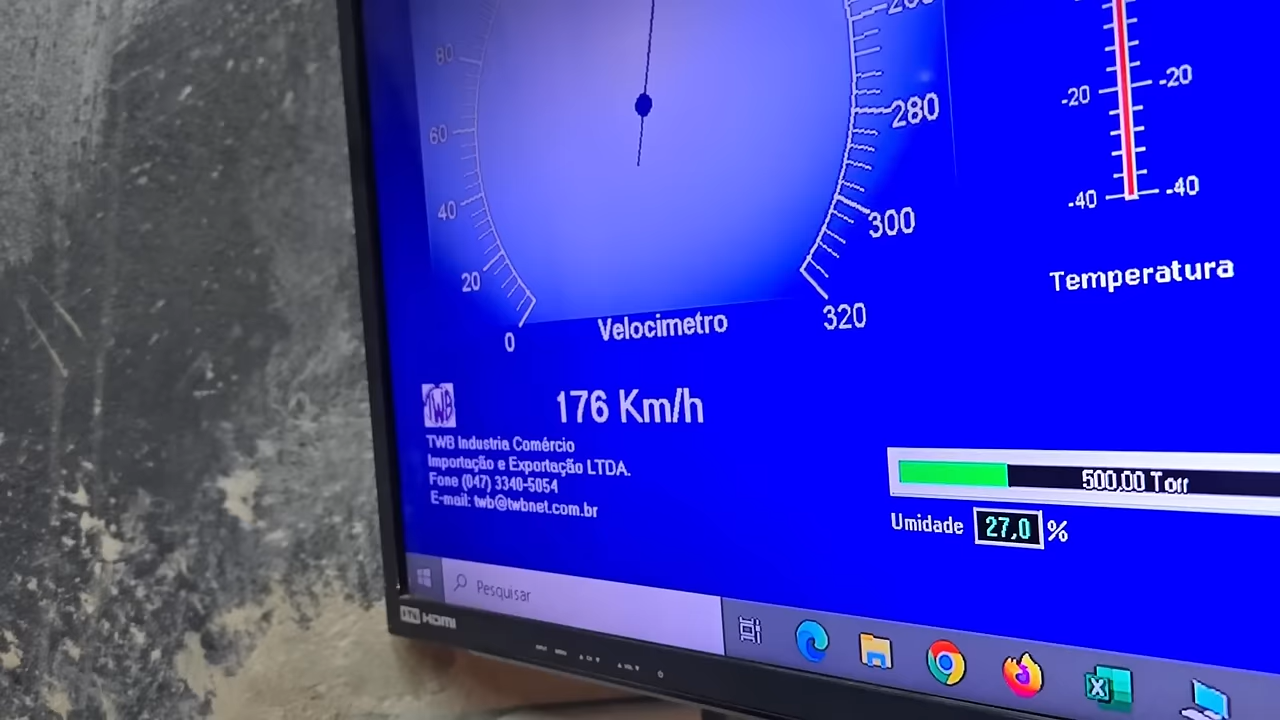 80
60
40
20
0
280
300
320
-20
-20
-40
-40
Temperatura
Velocimetro
176 Km/h
TWB
TWB Industria Comércio
Importação e Exportação LTDA.
Fone (047) 3340-5054
E-mail: twb@twbnet.com.br
500,00 Torr
Umidade 27,0 %
Pesquisar
HDMI